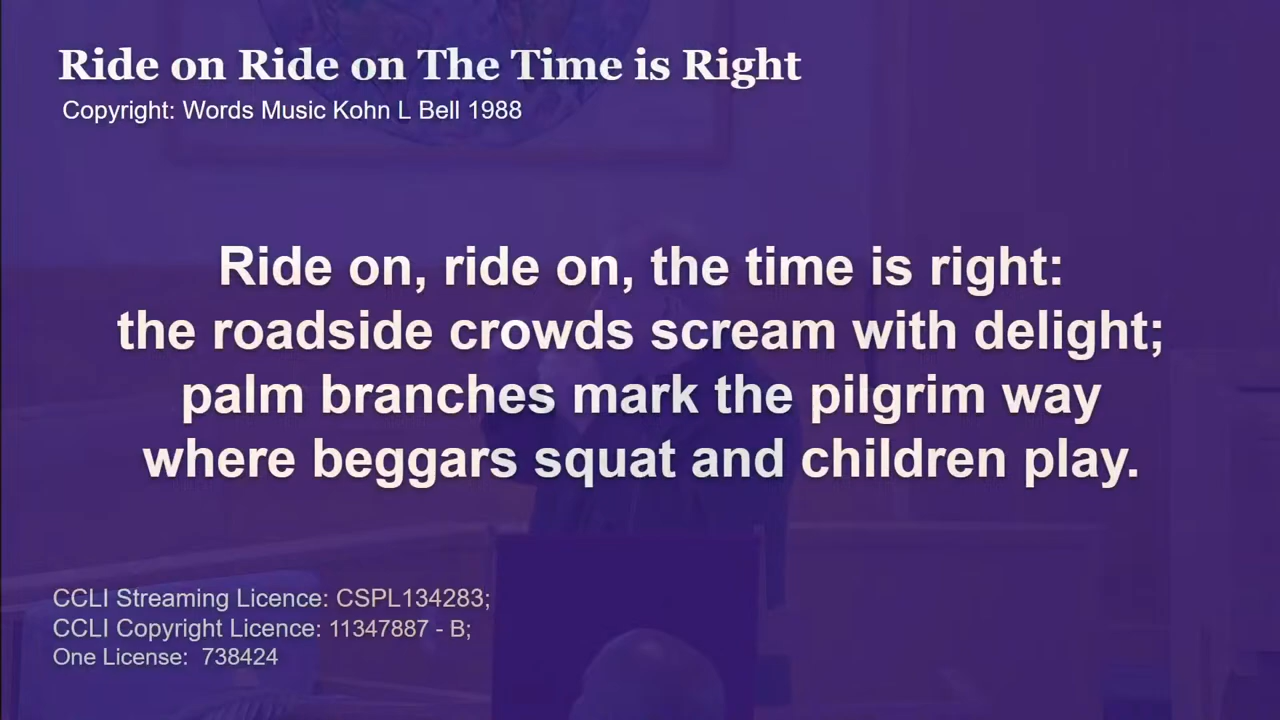 Ride on Ride on The Time is Right
Copyright: Words Music Kohn L Bell 1988
Ride on, ride on, the time is right:
the roadside crowds scream with delight;
palm branches mark the pilgrim way
where beggars squat and children play.
CCLI Streaming Licence: CSPL134283;
CCLI Copyright Licence: 11347887 - B;
One License:  738424